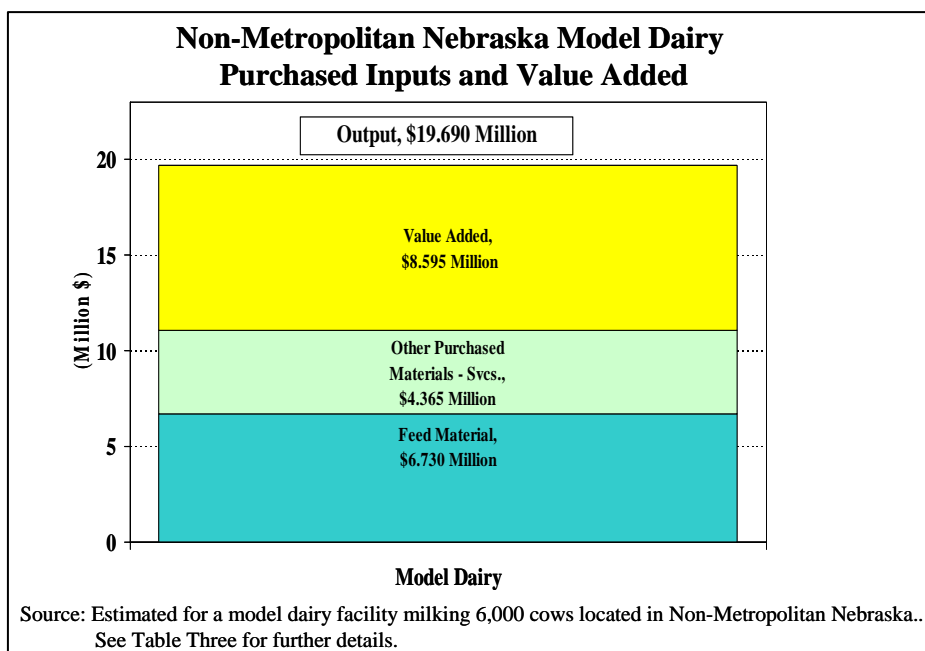 Non-Metropolitan Nebraska Model Dairy
Purchased Inputs and Value Added
Output, $19.690 Million
20
Value Added,
$8.595 Million
15
(Million $)
10
Other Purchased
Materials - Svcs.,
$4.365 Million
Feed Material,
$6.730 Million
5
0
Model Dairy
Source: Estimated for a model dairy facility milking 6,000 cows located in Non-Metropolitan Nebraska..
See Table Three for further details.